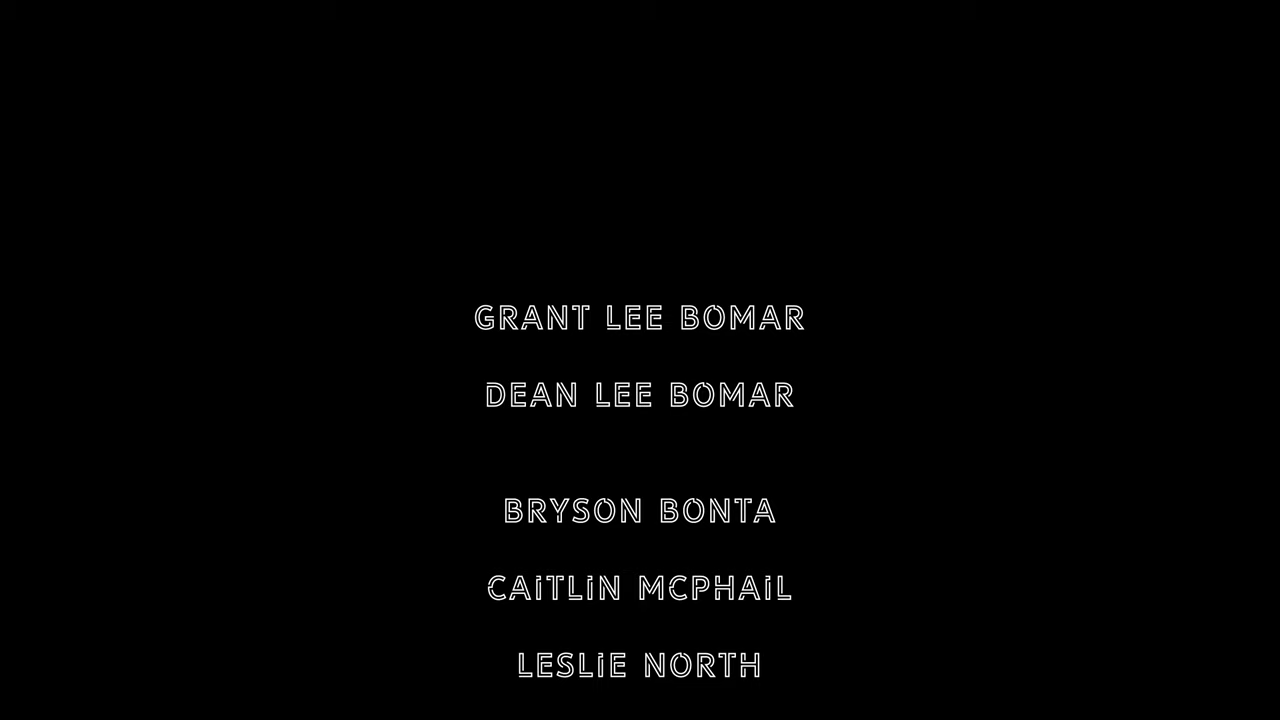 GRANT LEE BOMAR
DEAN LEE BOMAR
BRYSON BONTA
CAiTLiN MCPHAiL
LESLiE NORTH